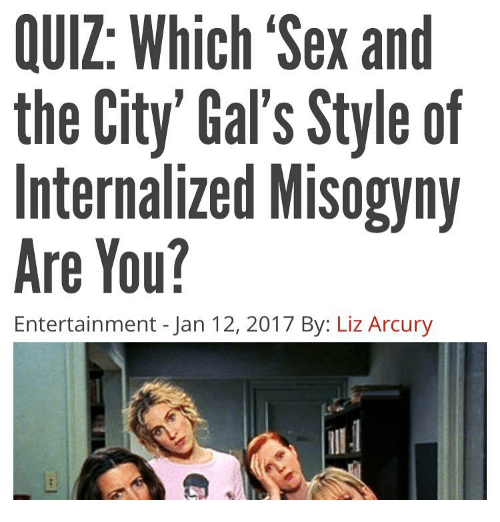 QUIZ: Which ‘Sex and
the City’ Gal’s Style of
Internalized Misogyny
Are You?
Entertainment - Jan 12, 2017 By: Liz Arcury